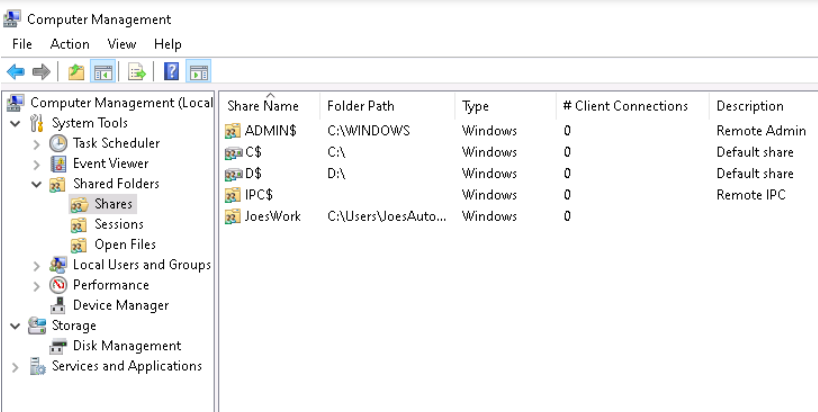 Computer Management
File Action View Help
Computer Management (Local
System Tools
Task Scheduler
Event Viewer
Shared Folders
Shares
Sessions
Open Files
Local Users and Groups
Performance
Device Manager
Storage
Disk Management
Services and Applications
Share Name Folder Path Type # Client Connections Description
ADMIN$ C:\WINDOWS Windows 0 Remote Admin
C$ C:\ Windows 0 Default share
D$ D:\ Windows 0 Default share
IPC$ Windows 0 Remote IPC
JoesWork C:\Users\JoesAuto... Windows 0